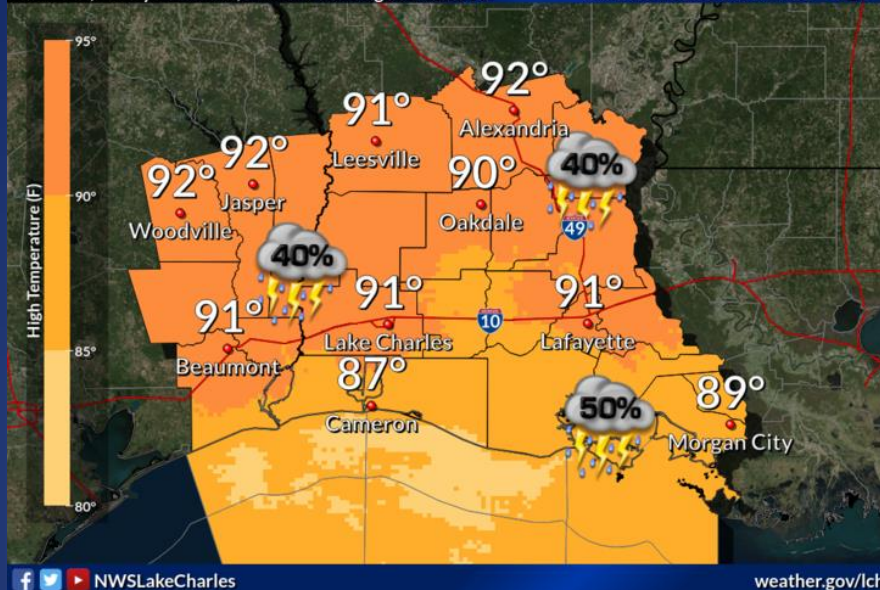 95°
90°
85°
80°
High Temperature (F)
92°
Alexandria
91°
Leesville
92°
Jasper
92°
Woodville
90°
Oakdale
40%
49
40%
91°
Beaumont
91°
Lake Charles
10
91°
Lafayette
87°
Cameron
50%
89°
Morgan City
NWSLakeCharles
weather.gov/lch